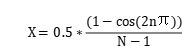 X = 0.5 * (1 − cos(2nπ)) / (N − 1)